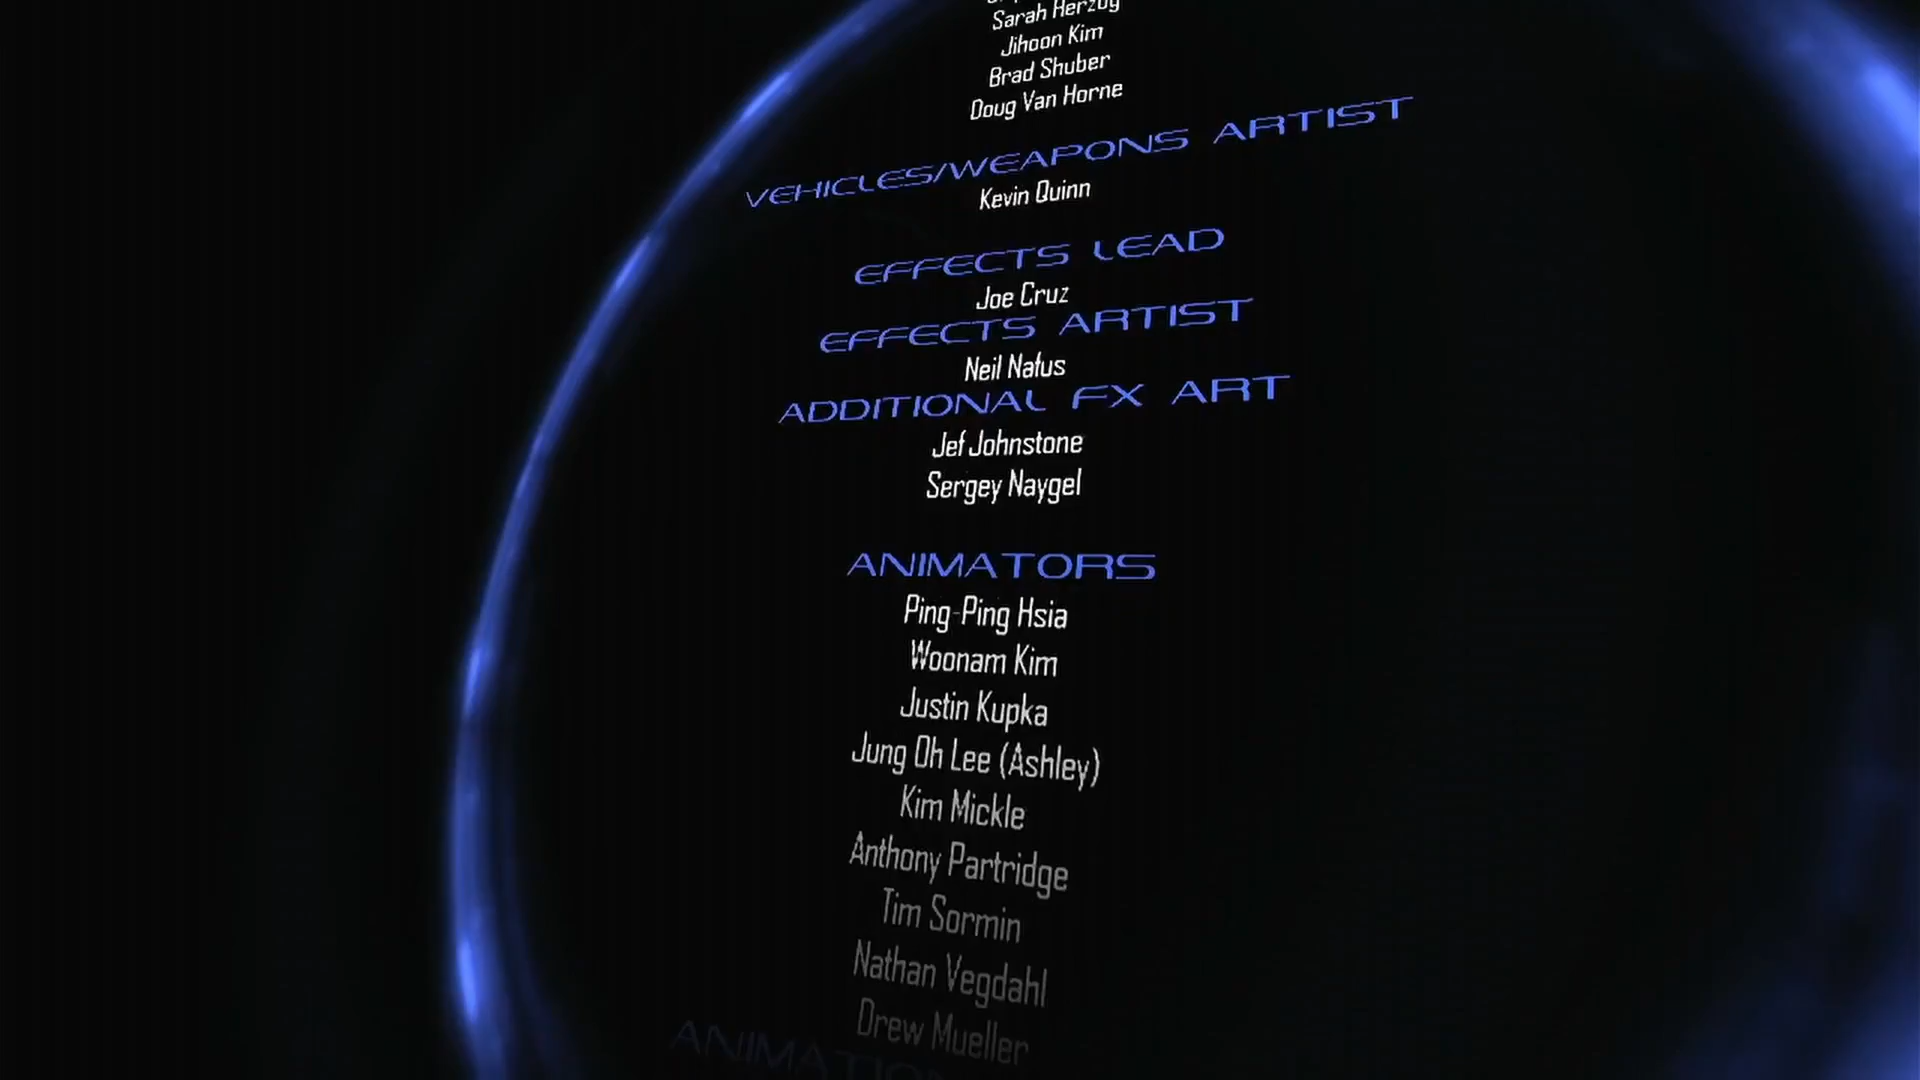 Sarah Herzog
Jihoon Kim
Brad Shuber
Doug Van Horne
VEHICLES/WEAPONS ARTIST
Kevin Quinn
EFFECTS LEAD
Joe Cruz
EFFECTS ARTIST
Neil Nafus
ADDITIONAL FX ART
Jef Johnstone
Sergey Naygel
ANIMATORS
Ping-Ping Hsia
Woonam Kim
Justin Kupka
Jung Oh Lee (Ashley)
Kim Mickle
Anthony Partridge
Tim Sormin
Nathan Vegdahl
Drew Mueller